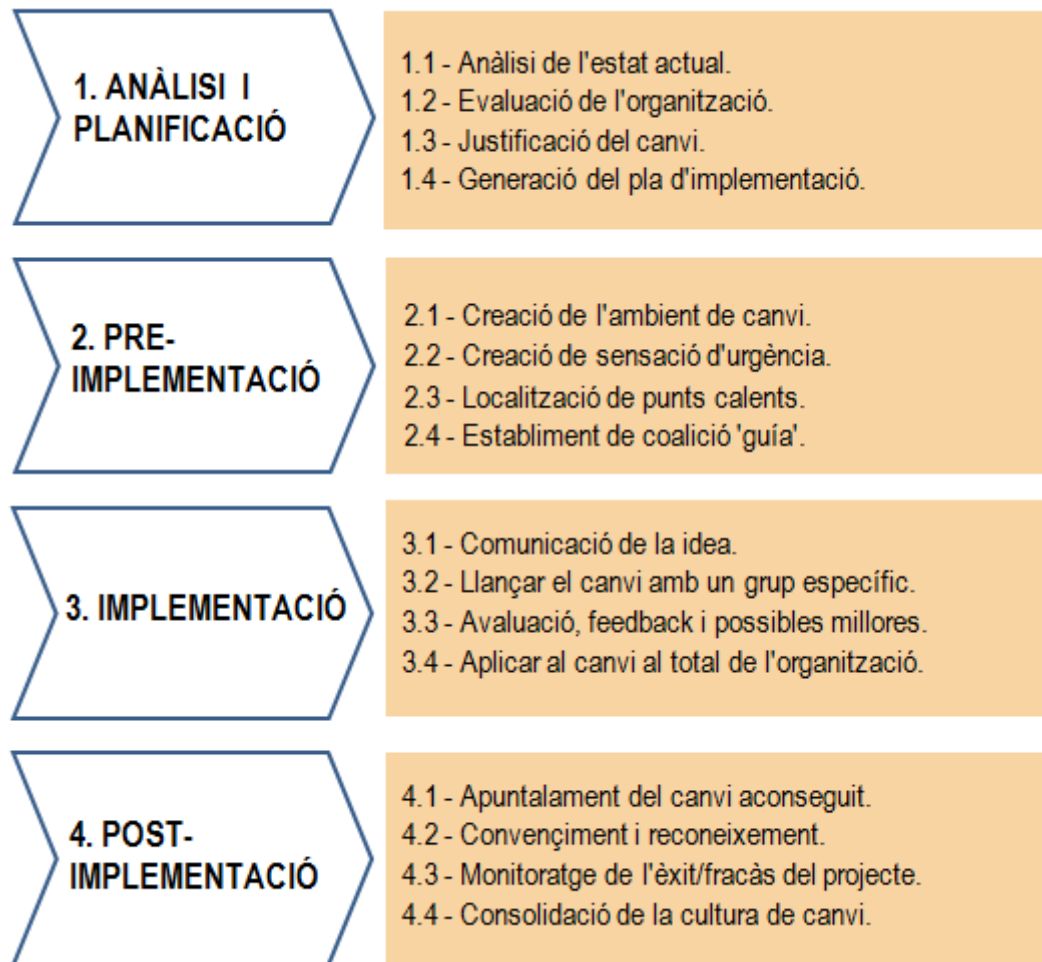 1. ANÀLISI I
PLANIFICACIÓ
1.1 - Anàlisi de l'estat actual.
1.2 - Evaluació de l'organització.
1.3 - Justificació del canvi.
1.4 - Generació del pla d'implementació.
2. PRE-
IMPLEMENTACIÓ
2.1 - Creació de l'ambient de canvi.
2.2 - Creació de sensació d'urgència.
2.3 - Localització de punts calents.
2.4 - Establiment de coalició 'guía'.
3. IMPLEMENTACIÓ
3.1 - Comunicació de la idea.
3.2 - Llançar el canvi amb un grup específic.
3.3 - Avaluació, feedback i possibles millores.
3.4 - Aplicar al canvi al total de l'organització.
4. POST-
IMPLEMENTACIÓ
4.1 - Apuntalament del canvi aconseguit.
4.2 - Convençiment i reconeixement.
4.3 - Monitoratge de l'èxit/fracàs del projecte.
4.4 - Consolidació de la cultura de canvi.